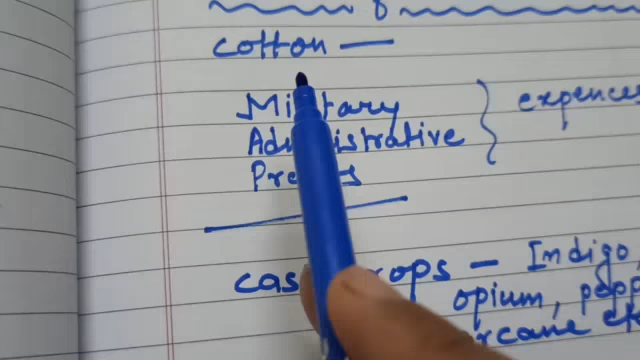 cotton —
Military
Administrative } expences
cash crops — Indigo,
opium,